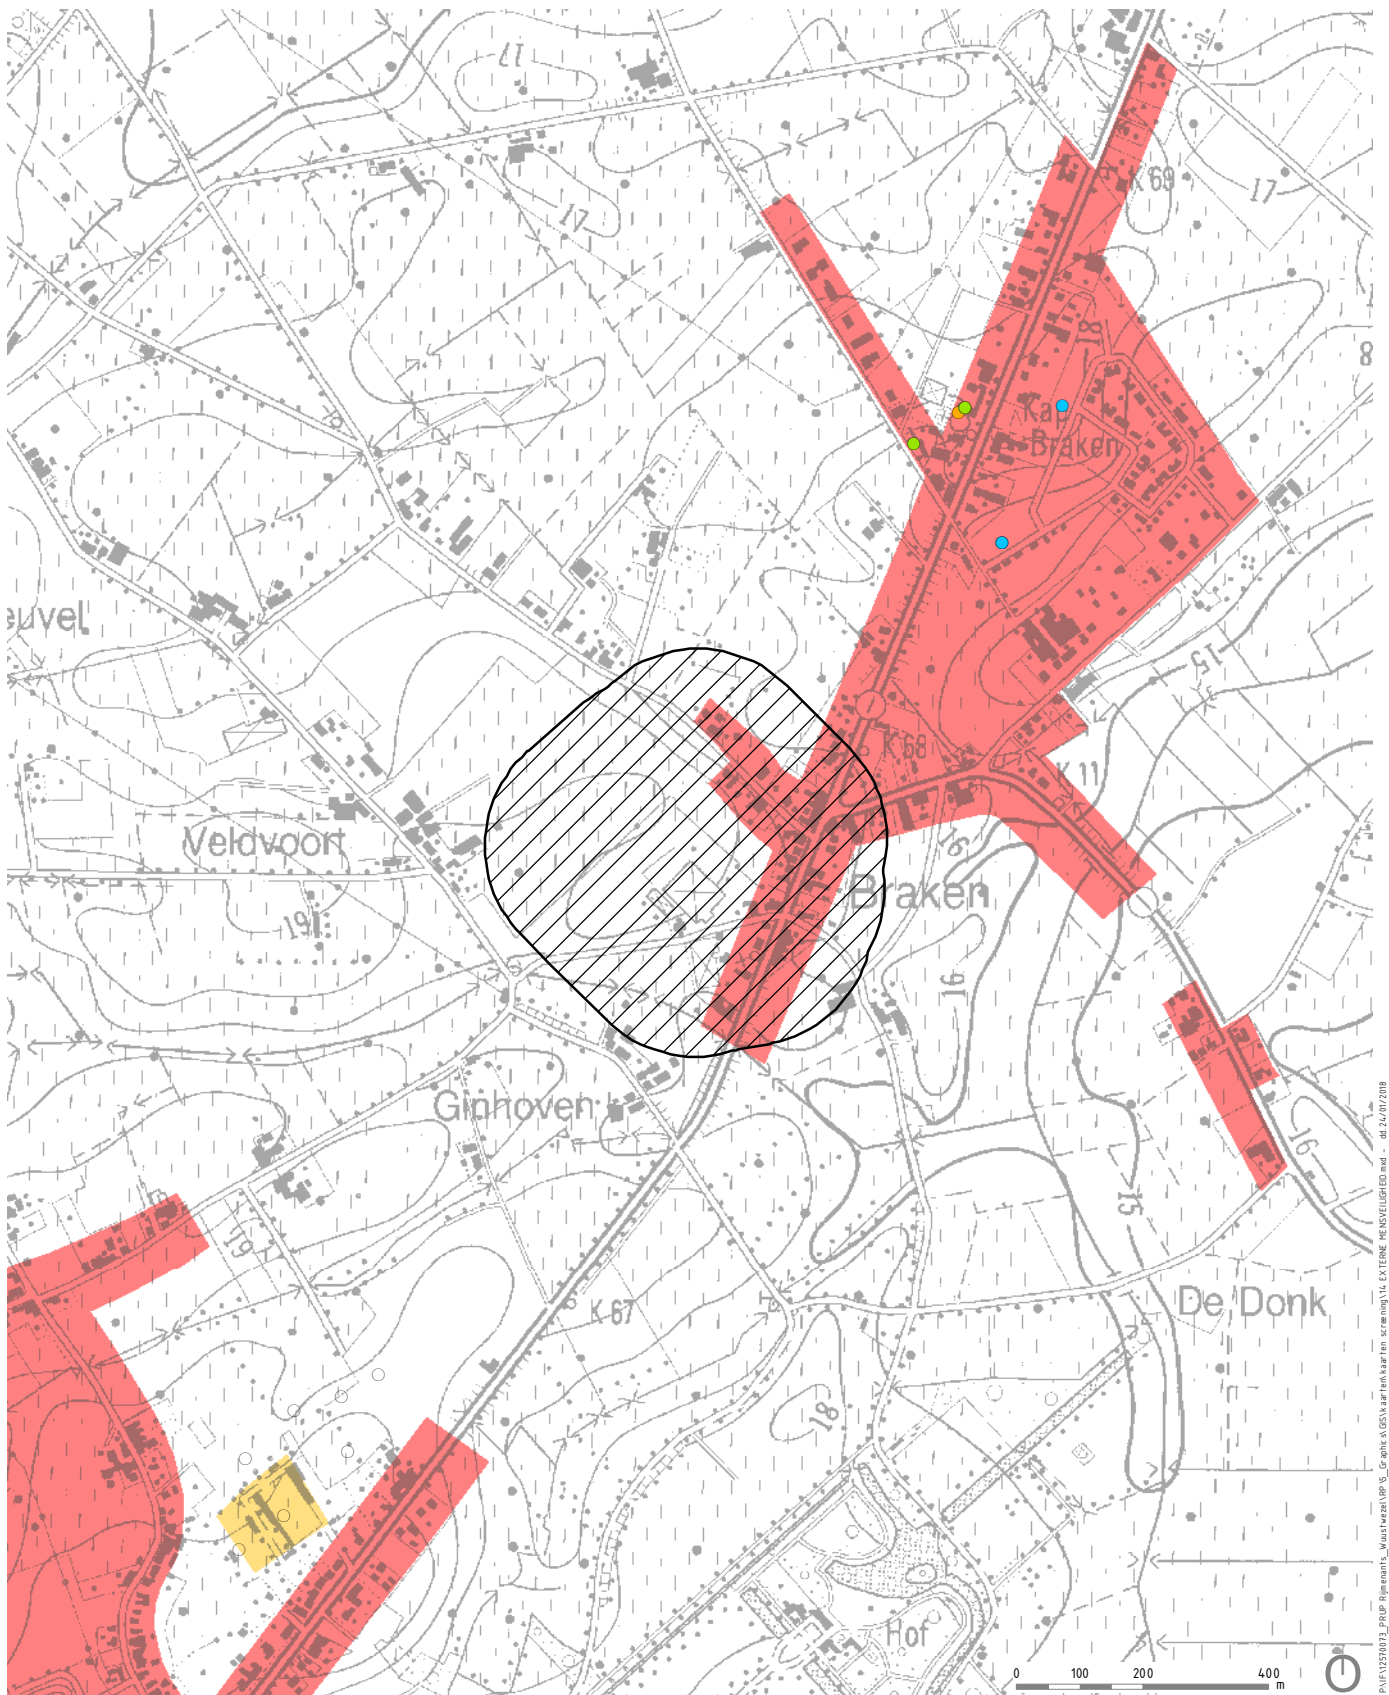 17
K 69
17
17
18
8
Kap
Braken
euvel
15
K 68
K 11
Veldvoort
16
Braken
19
16
Ginhoven
16
15
19
De Donk
K 67
18
Hof
0 100 200 400
m
P:\IF\12570073_PRUP Rijmenants_Wuustwezel\RP\5_Graphics\GIS\kaarten\kaarten screening\14 EXTERNE MENSVEILIGHEID.mxd - dd 24/01/2018